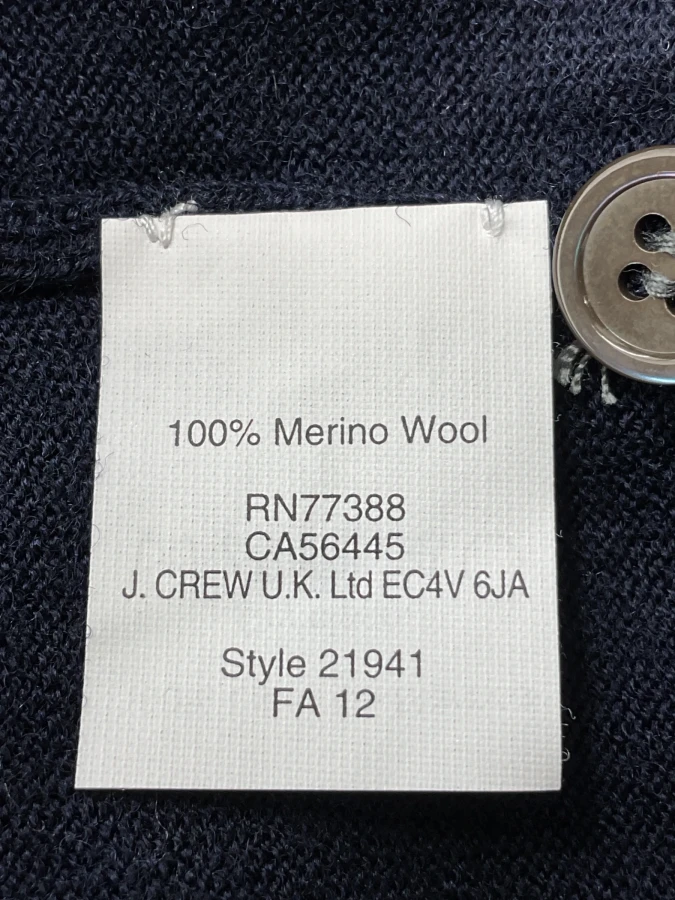 100% Merino Wool
RN77388
CA56445
J. CREW U.K. Ltd EC4V 6JA
Style 21941
FA 12